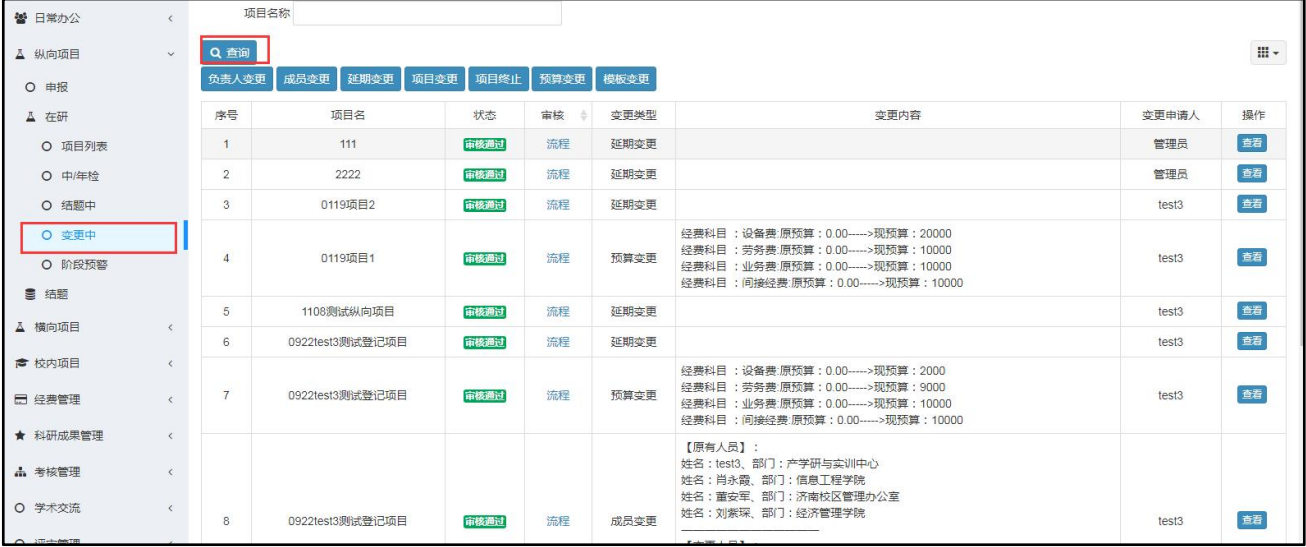 日常办公
纵向项目
申报
在研
项目列表
中/年检
结题中
变更中
阶段预警
结题
横向项目
校内项目
经费管理
科研成果管理
考核管理
学术交流
项目名称
查询
负责人变更 成员变更 延期变更 项目变更 项目终止 预算变更 模板变更
序号 项目名 状态 审核 变更类型 变更内容 变更申请人 操作
1 111 审核通过 流程 延期变更 管理员 查看
2 2222 审核通过 流程 延期变更 管理员 查看
3 0119项目2 审核通过 流程 延期变更 test3 查看
经费科目 ：设备费:原预算：0.00----->现预算：20000
经费科目 ：劳务费:原预算：0.00----->现预算：10000
4 0119项目1 审核通过 流程 预算变更 test3 查看
经费科目 ：业务费:原预算：0.00----->现预算：10000
经费科目 ：间接经费:原预算：0.00----->现预算：10000
5 1108测试纵向项目 审核通过 流程 延期变更 test3 查看
6 0922test3测试登记项目 审核通过 流程 延期变更 test3 查看
经费科目 ：设备费:原预算：0.00----->现预算：2000
经费科目 ：劳务费:原预算：0.00----->现预算：9000
7 0922test3测试登记项目 审核通过 流程 预算变更 test3 查看
经费科目 ：业务费:原预算：0.00----->现预算：10000
经费科目 ：间接经费:原预算：0.00----->现预算：10000
【原有人员】：
姓名：test3、部门：产学研与实训中心
姓名：肖永霞、部门：信息工程学院
姓名：董安军、部门：济南校区管理办公室
姓名：刘紫琛、部门：经济管理学院
8 0922test3测试登记项目 审核通过 流程 成员变更 test3 查看